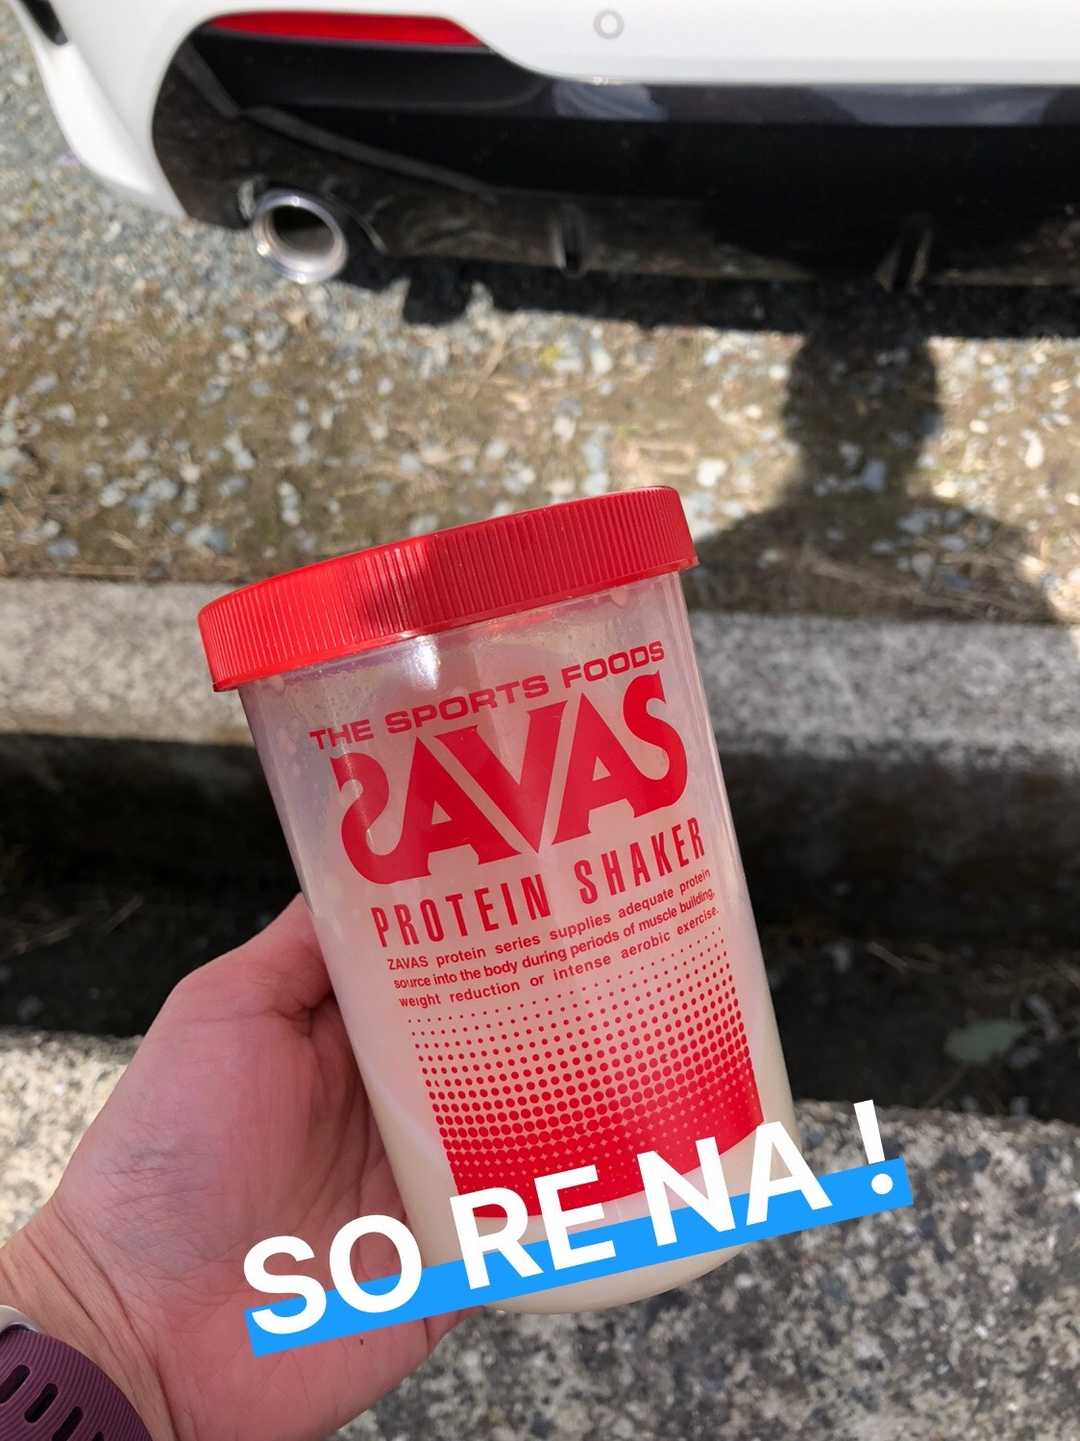 THE SPORTS FOODS
SAVAS
PROTEIN SHAKER
ZAVAS protein series supplies adequate protein
source into the body during periods of muscle building,
weight reduction or intense aerobic exercise.
SO RE NA !